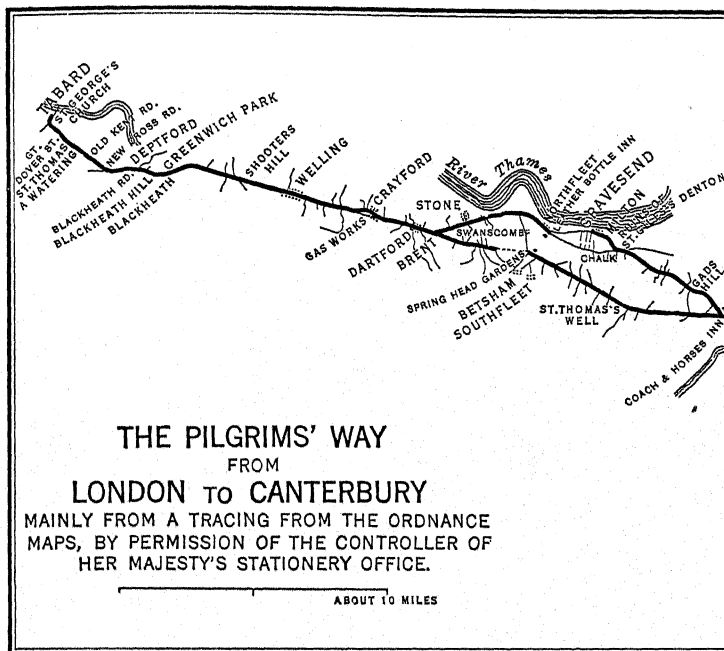 TABARD
ST. GEORGE'S
CHURCH
GT.
DOVER ST.
ST. THOMAS
A WATERING
OLD KENT RD.
NEW CROSS RD.
DEPTFORD
GREENWICH PARK
BLACKHEATH RD.
BLACKHEATH HILL
BLACKHEATH
SHOOTERS
HILL
WELLING
GAS WORKS
CRAYFORD
DARTFORD
BRENT
STONE
SWANSCOMBE
River Thames
NORTHFLEET
LEATHER BOTTLE INN
GRAVESEND
MILTON
DENTON
CHALK
SPRING HEAD GARDENS
BETSHAM
SOUTHFLEET
ST. THOMAS'S
WELL
GADS
HILL
COACH & HORSES INN
THE PILGRIMS' WAY
FROM
LONDON TO CANTERBURY
MAINLY FROM A TRACING FROM THE ORDNANCE
MAPS, BY PERMISSION OF THE CONTROLLER OF
HER MAJESTY'S STATIONERY OFFICE.
ABOUT 10 MILES